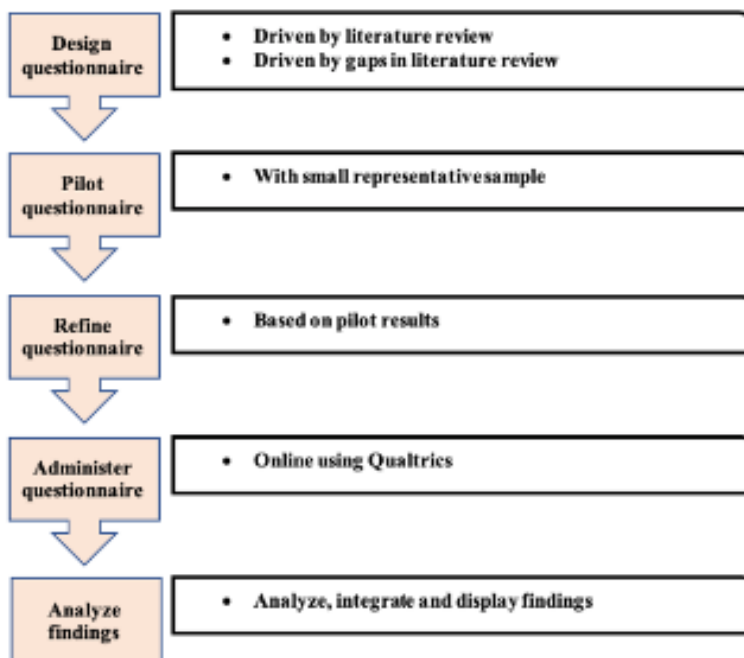 Design
questionnaire
• Driven by literature review
• Driven by gaps in literature review
Pilot
questionnaire
• With small representative sample
Refine
questionnaire
• Based on pilot results
Administer
questionnaire
• Online using Qualtrics
Analyze
findings
• Analyze, integrate and display findings